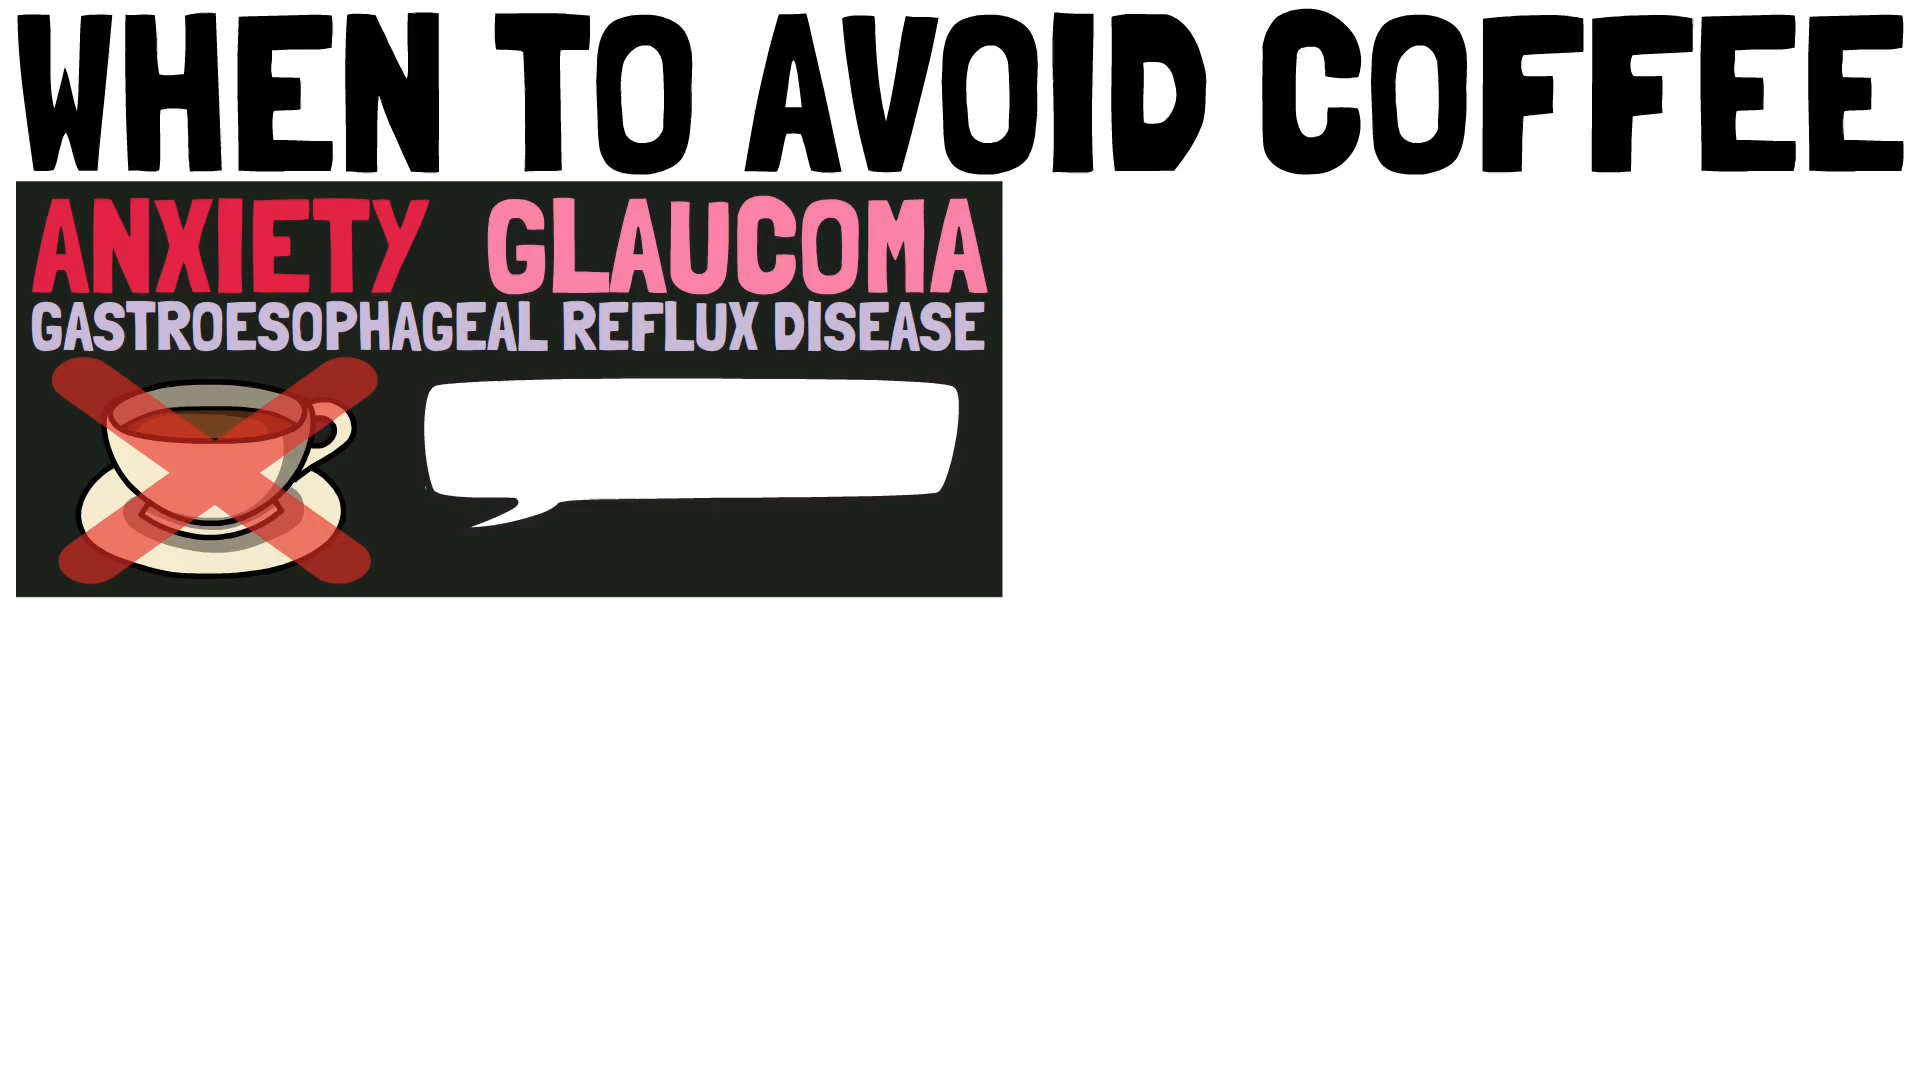 WHEN TO AVOID COFFEE
ANXIETY GLAUCOMA
GASTROESOPHAGEAL REFLUX DISEASE